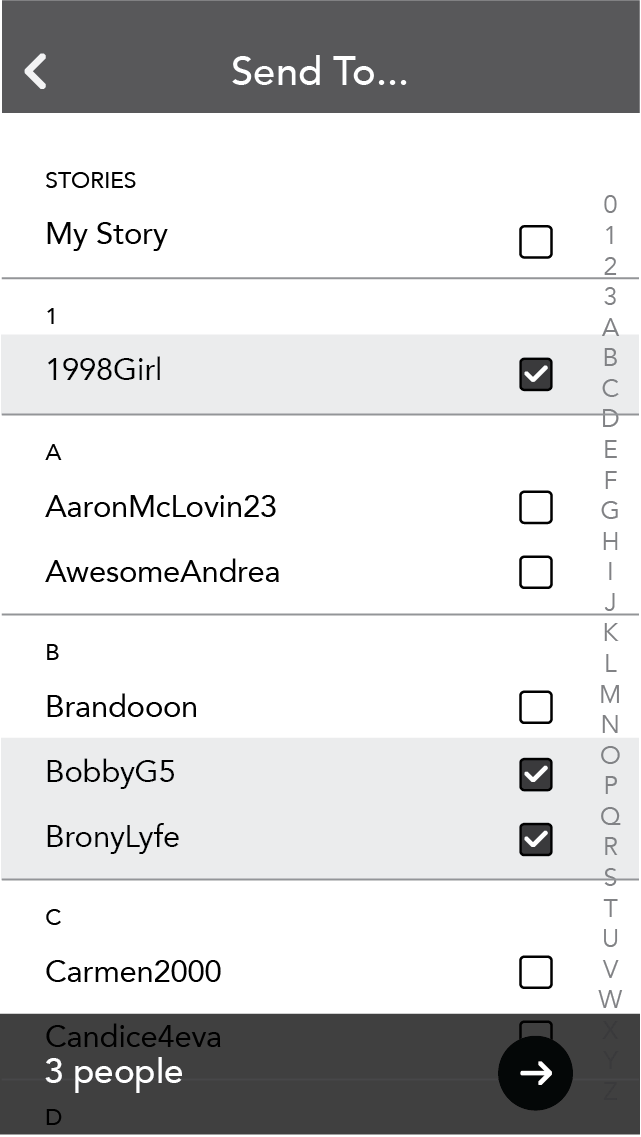 Send To...
STORIES
My Story
1
1998Girl
A
AaronMcLovin23
AwesomeAndrea
B
Brandooon
BobbyG5
BronyLyfe
C
Carmen2000
Candice4eva
3 people
D
0
1
2
3
A
B
C
D
E
F
G
H
I
J
K
L
M
N
O
P
Q
R
S
T
U
V
W
X
Y
Z